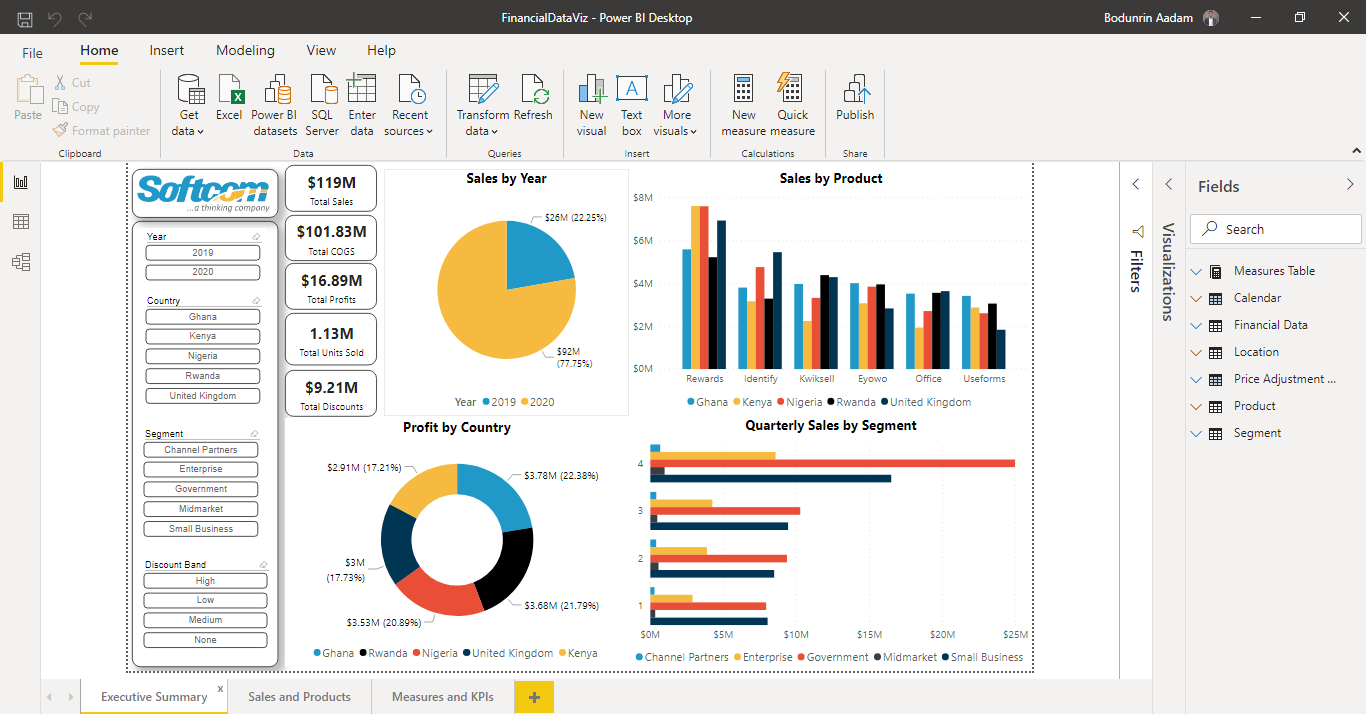 FinancialDataViz - Power BI Desktop
Bodunrin Aadam
File
Home
Insert
Modeling
View
Help
Paste
Cut
Copy
Format painter
Clipboard
Get data
Excel
Power BI datasets
SQL Server
Enter data
Recent sources
Data
Transform data
Refresh
Queries
New visual
Text box
More visuals
Insert
New measure
Quick measure
Calculations
Publish
Share
Softcom
...a thinking company
Year
2019
2020
Country
Ghana
Kenya
Nigeria
Rwanda
United Kingdom
Segment
Channel Partners
Enterprise
Government
Midmarket
Small Business
Discount Band
High
Low
Medium
None
$119M
Total Sales
$101.83M
Total COGS
$16.89M
Total Profits
1.13M
Total Units Sold
$9.21M
Total Discounts
Sales by Year
$26M (22.25%)
$92M
(77.75%)
Year 2019 2020
Sales by Product
$8M
$6M
$4M
$2M
$0M
Rewards Identify Kwiksell Eyowo Office Useforms
Ghana Kenya Nigeria Rwanda United Kingdom
Profit by Country
$2.91M (17.21%)
$3.78M (22.38%)
$3M
(17.73%)
$3.68M (21.79%)
$3.53M (20.89%)
Ghana Rwanda Nigeria United Kingdom Kenya
Quarterly Sales by Segment
4
3
2
1
$0M $5M $10M $15M $20M $25M
Channel Partners Enterprise Government Midmarket Small Business
Filters
Visualizations
Fields
Search
Measures Table
Calendar
Financial Data
Location
Price Adjustment ...
Product
Segment
Executive Summary
x
Sales and Products
Measures and KPIs
+